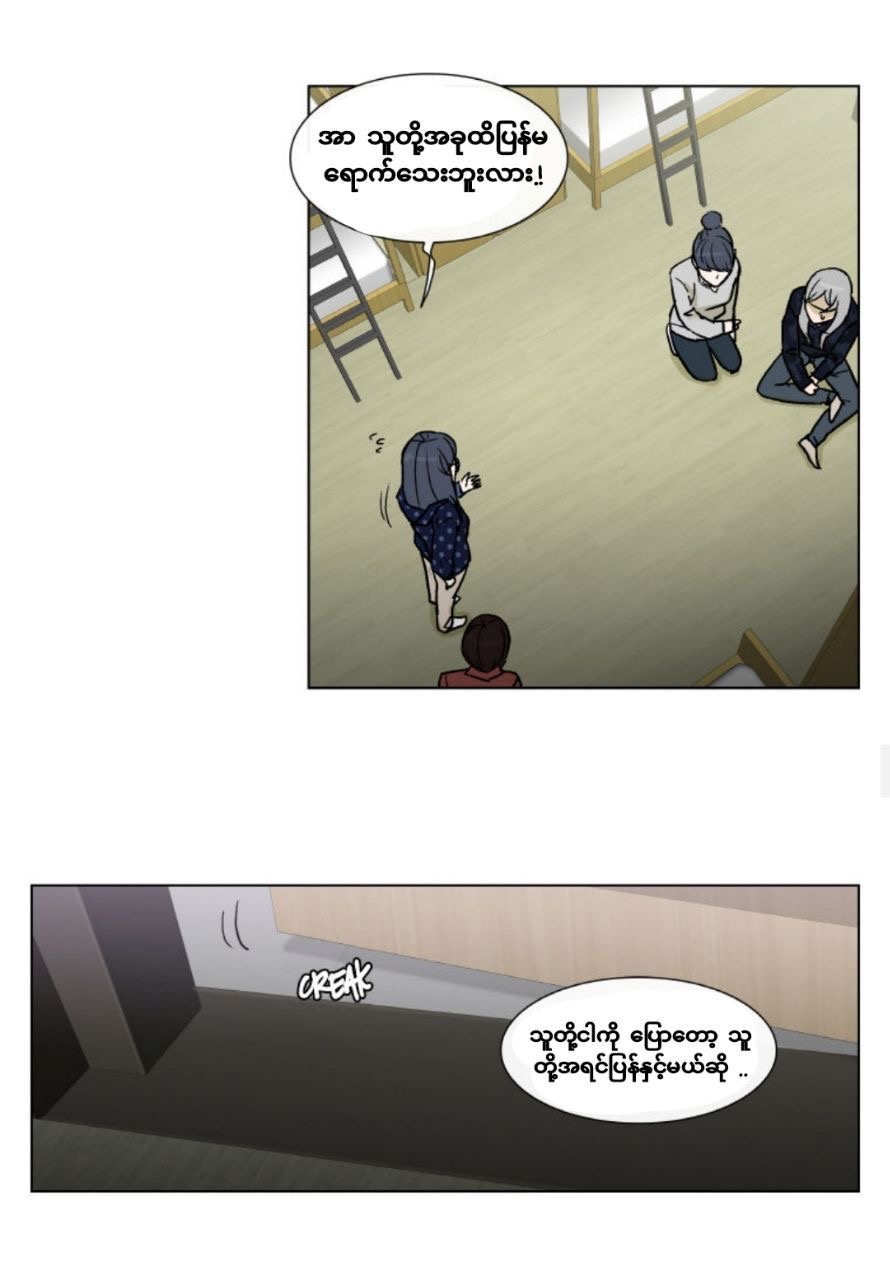 အာ သူတို့အခုထိပြန်မ
ရောက်သေးဘူးလား.!
CREAK
သူတို့ငါကို ပြောတော့ သူ
တို့အရင်ပြန်နှင့်မယ်ဆို ..